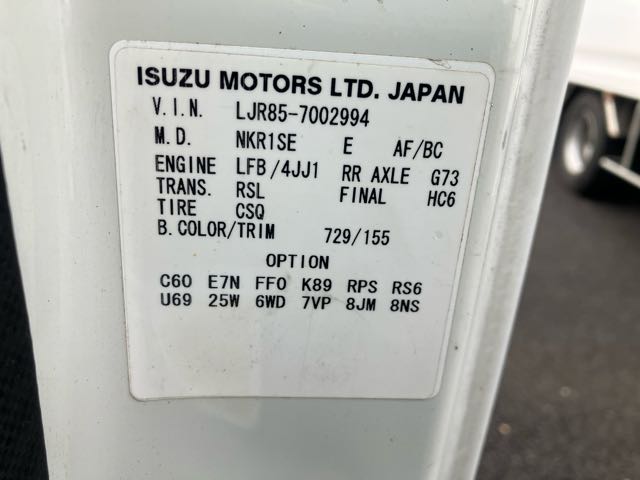 ISUZU MOTORS LTD. JAPAN
V.I.N. LJR85-7002994
M.D. NKR1SE E AF/BC
ENGINE LFB/4JJ1 RR AXLE G73
TRANS. RSL FINAL HC6
TIRE CSQ
B.COLOR/TRIM 729/155
OPTION
C60 E7N FF0 K89 RPS RS6
U69 25W 6WD 7VP 8JM 8NS